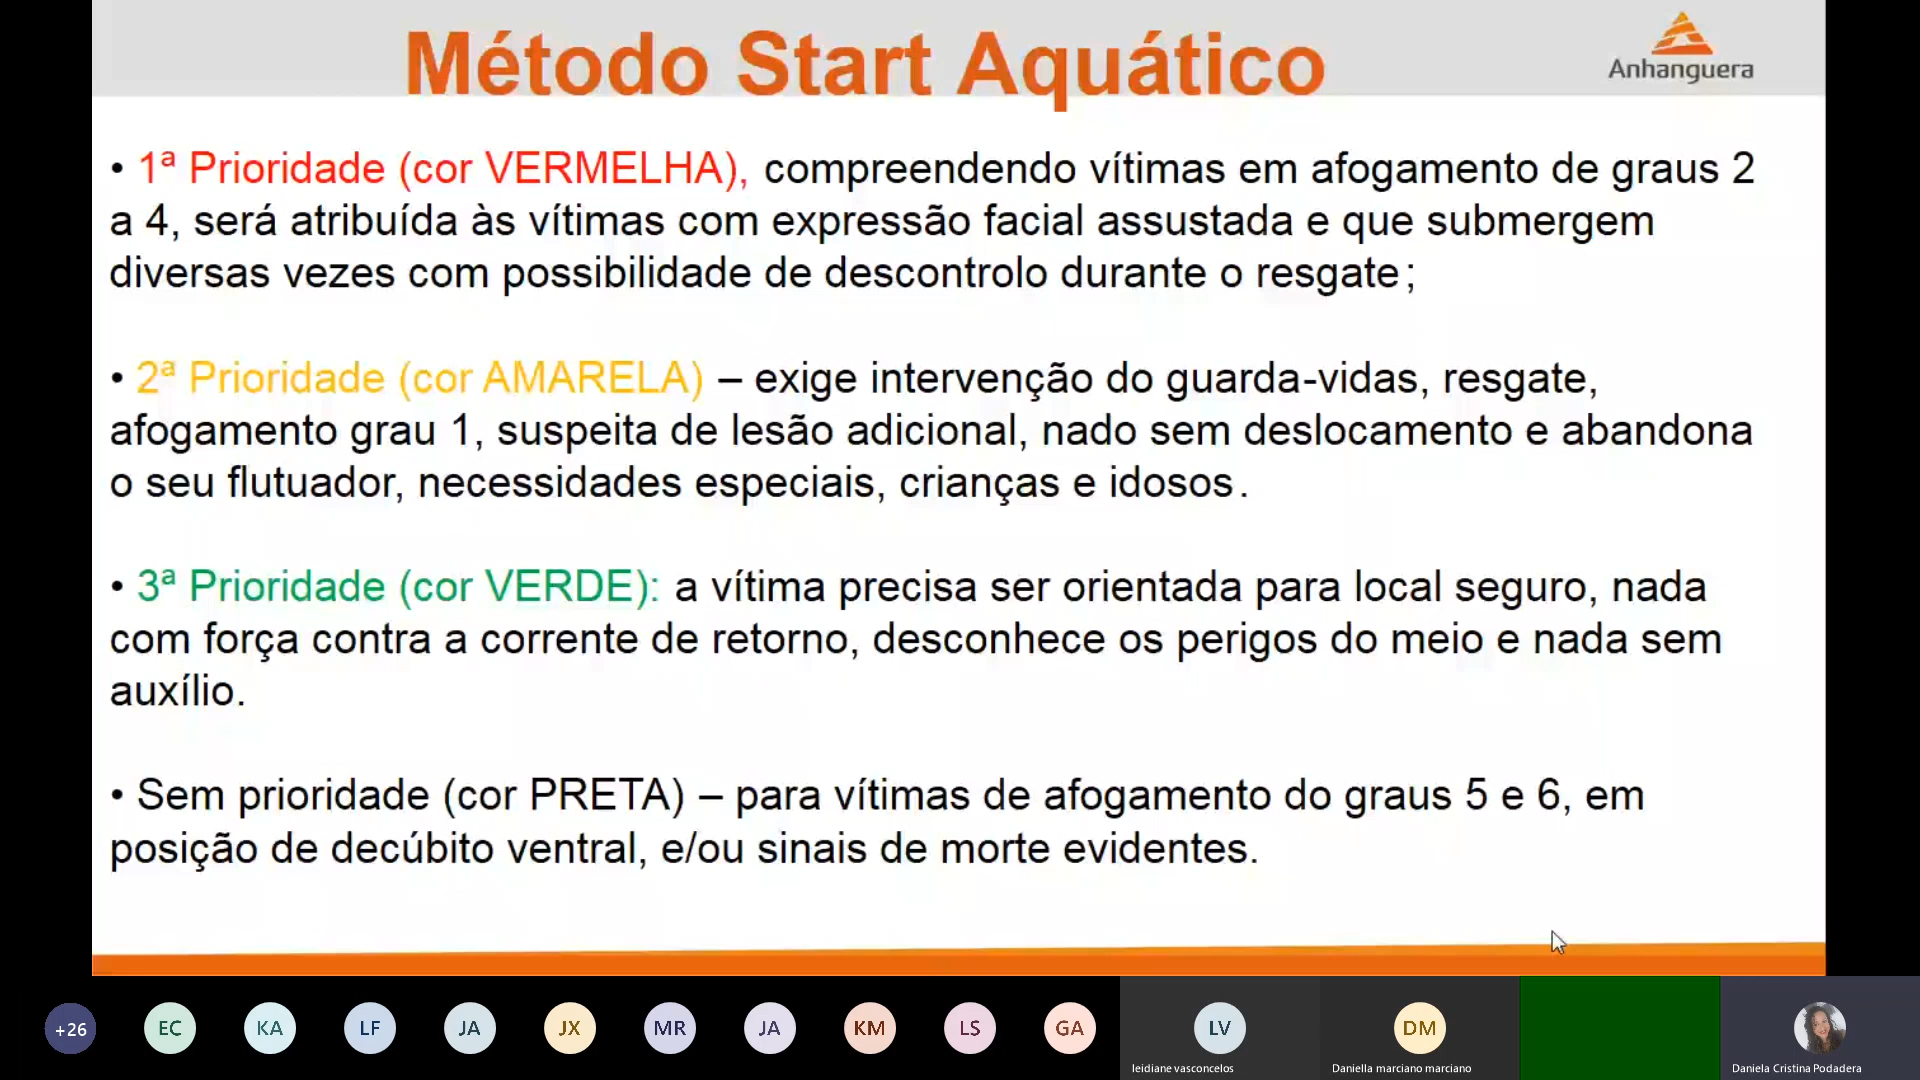 Método Start Aquático
Anhanguera
• 1ª Prioridade (cor VERMELHA), compreendendo vítimas em afogamento de graus 2
a 4, será atribuída às vítimas com expressão facial assustada e que submergem
diversas vezes com possibilidade de descontrolo durante o resgate;
• 2ª Prioridade (cor AMARELA) – exige intervenção do guarda-vidas, resgate,
afogamento grau 1, suspeita de lesão adicional, nado sem deslocamento e abandona
o seu flutuador, necessidades especiais, crianças e idosos.
• 3ª Prioridade (cor VERDE): a vítima precisa ser orientada para local seguro, nada
com força contra a corrente de retorno, desconhece os perigos do meio e nada sem
auxílio.
• Sem prioridade (cor PRETA) – para vítimas de afogamento do graus 5 e 6, em
posição de decúbito ventral, e/ou sinais de morte evidentes.
+26 EC KA LF JA JX MR JA KM LS GA LV DM
leidiane vasconcelos Daniella marciano marciano Daniela Cristina Podadera